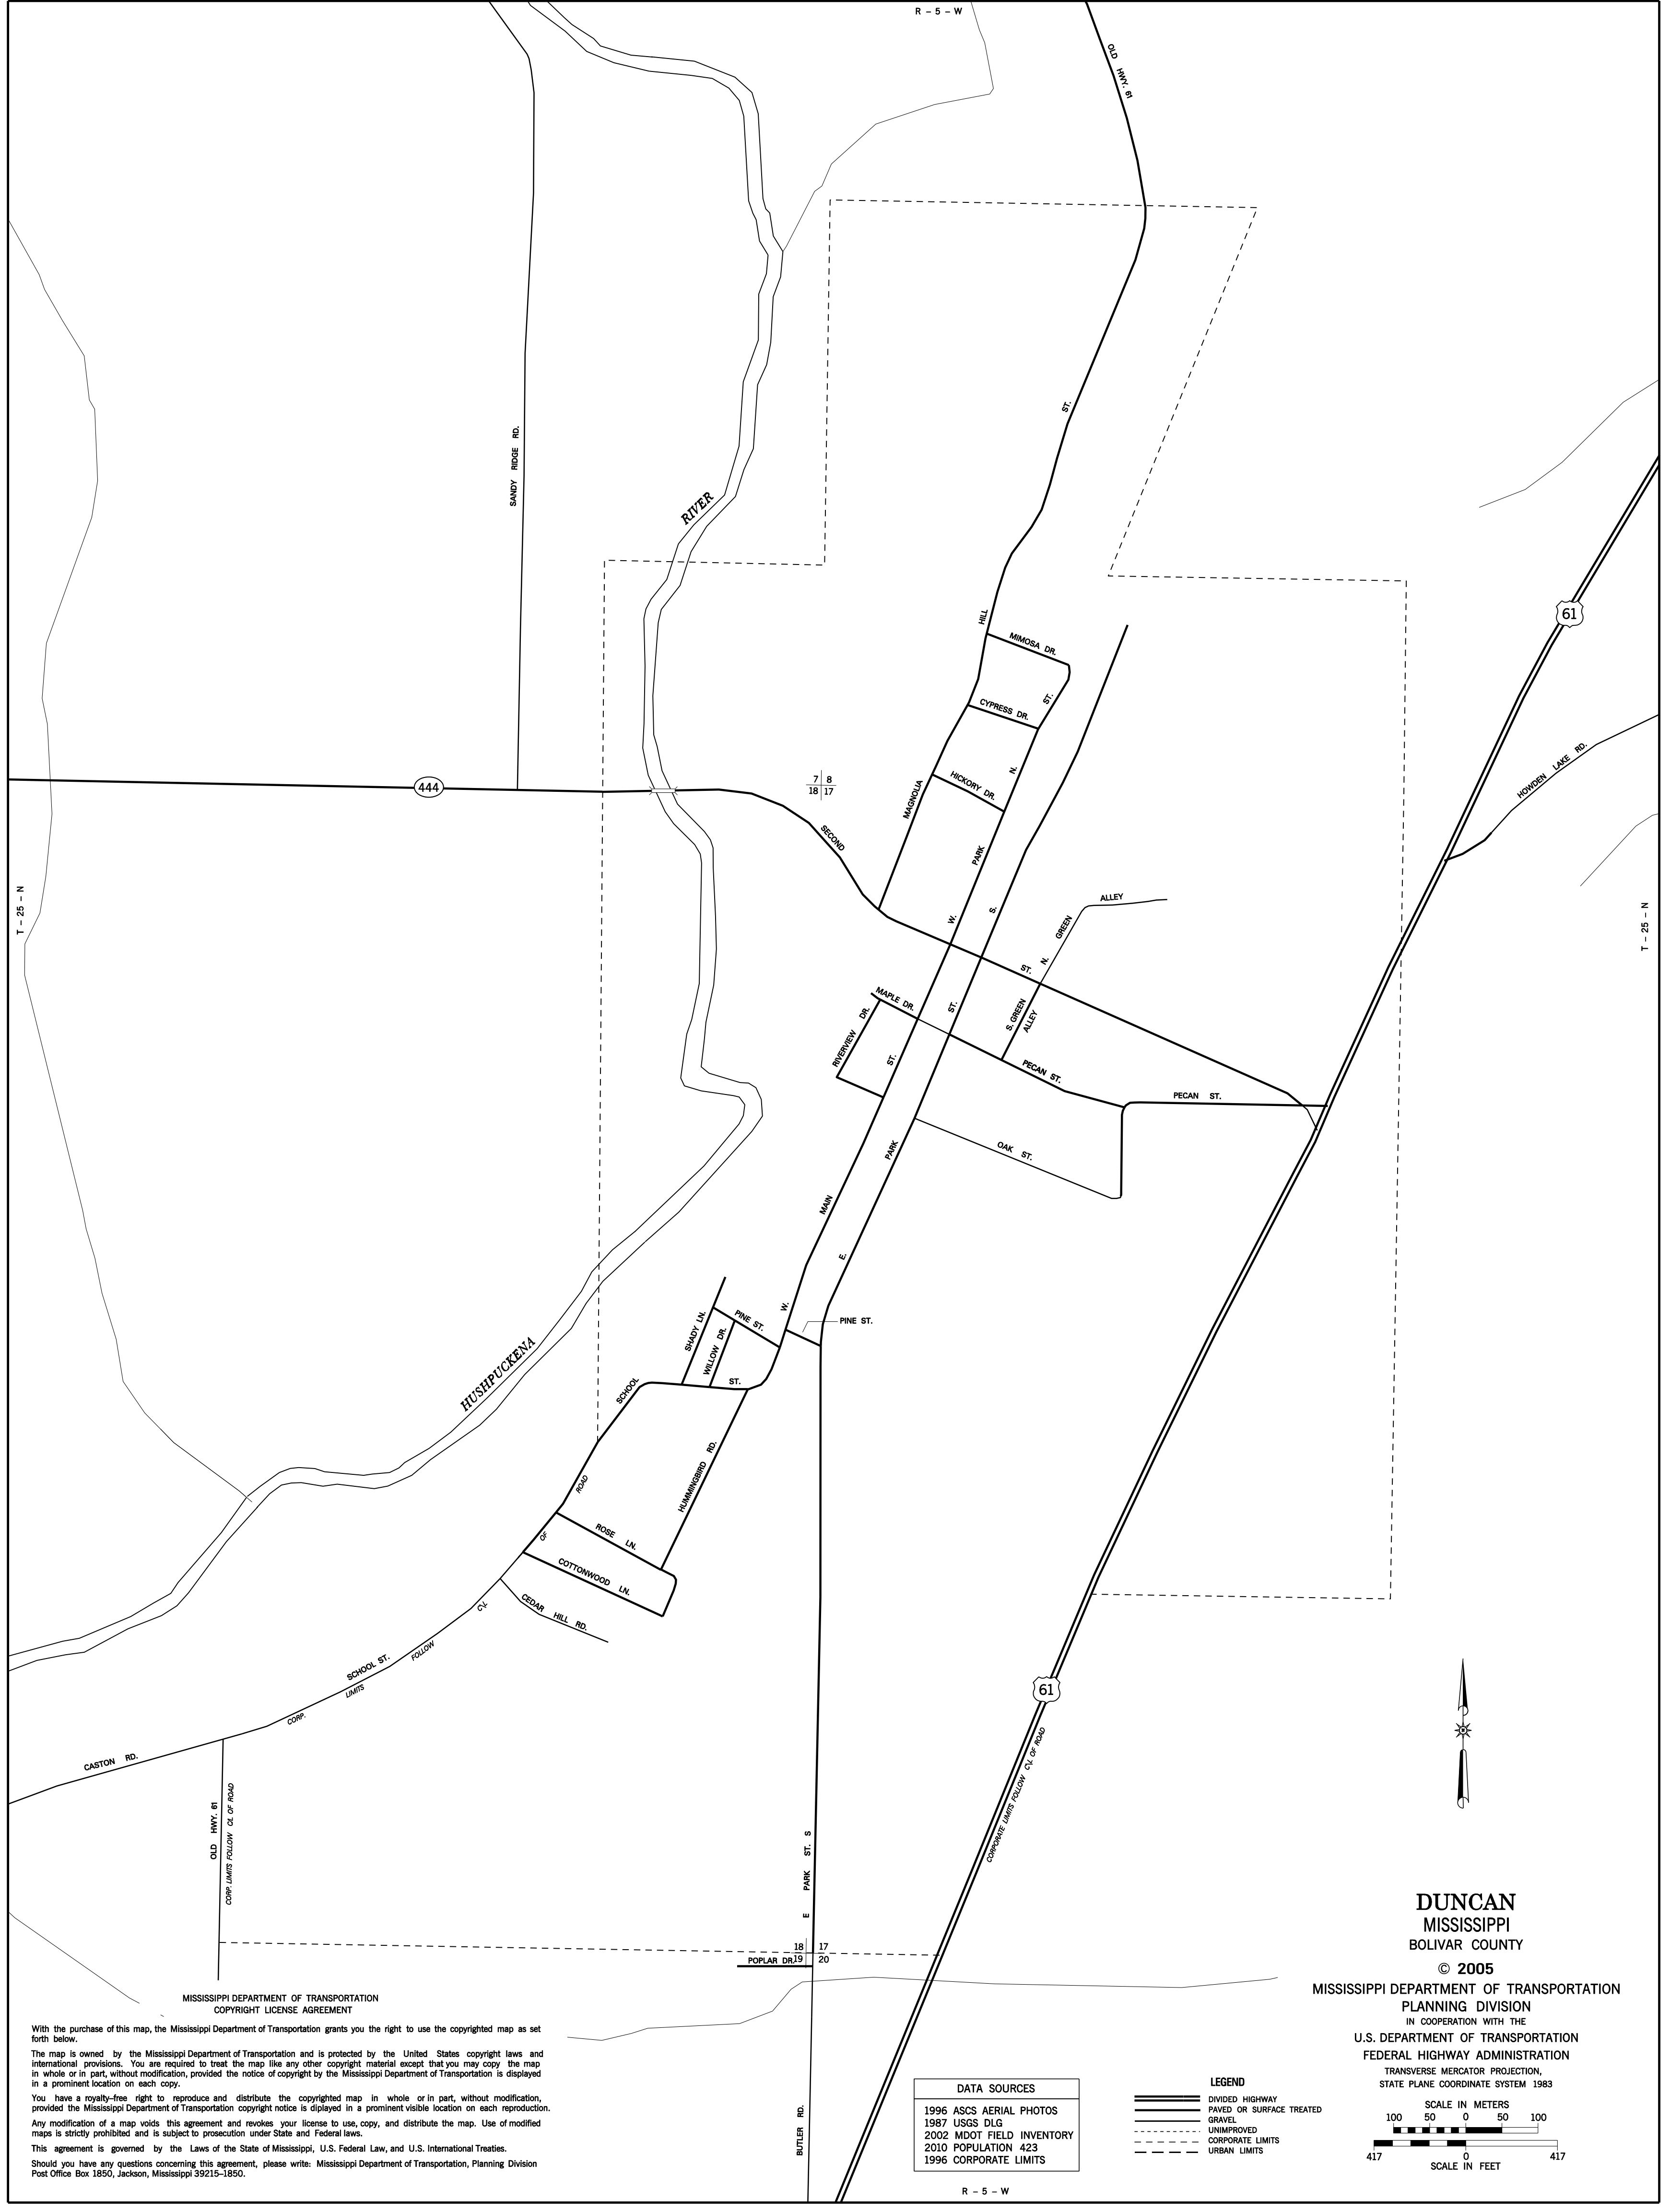 R - 5 - W
OLD HWY. 61
ST.
SANDY RIDGE RD.
RIVER
61
HILL
MIMOSA DR.
ST.
CYPRESS DR.
HOWDEN LAKE RD.
N.
HICKORY DR.
444
7 8
18 17
MAGNOLIA
SECOND
PARK
T - 25 - N
T - 25 - N
ALLEY
W.
S.
GREEN
N.
ST.
MAPLE DR.
ST.
S. GREEN
ALLEY
RIVERVIEW DR.
ST.
PECAN ST.
PECAN ST.
OAK ST.
PARK
MAIN
E.
W.
PINE ST.
PINE ST.
SHADY LN.
WILLOW DR.
HUSHPUCKENA
SCHOOL
ST.
HUMMINGBIRD RD.
ROAD
OF
ROSE LN.
COTTONWOOD LN.
C/L
CEDAR HILL RD.
FOLLOW
SCHOOL ST.
LIMITS
CORP.
CASTON RD.
61
CORPORATE LIMITS FOLLOW C/L OF ROAD
OLD HWY. 61
CORP. LIMITS FOLLOW C/L OF ROAD
E PARK ST. S
18 17
19 20
POPLAR DR.
BUTLER RD.
MISSISSIPPI DEPARTMENT OF TRANSPORTATION
COPYRIGHT LICENSE AGREEMENT
With the purchase of this map, the Mississippi Department of Transportation grants you the right to use the copyrighted map as set
forth below.
The map is owned by the Mississippi Department of Transportation and is protected by the United States copyright laws and
international provisions. You are required to treat the map like any other copyright material except that you may copy the map
in whole or in part, without modification, provided the notice of copyright by the Mississippi Department of Transportation is displayed
in a prominent location on each copy.
You have a royalty-free right to reproduce and distribute the copyrighted map in whole or in part, without modification,
provided the Mississippi Department of Transportation copyright notice is displayed in a prominent visible location on each reproduction.
Any modification of a map voids this agreement and revokes your license to use, copy, and distribute the map. Use of modified
maps is strictly prohibited and is subject to prosecution under State and Federal laws.
This agreement is governed by the Laws of the State of Mississippi, U.S. Federal Law, and U.S. International Treaties.
Should you have any questions concerning this agreement, please write: Mississippi Department of Transportation, Planning Division
Post Office Box 1850, Jackson, Mississippi 39215-1850.
DATA SOURCES
1996 ASCS AERIAL PHOTOS
1987 USGS DLG
2002 MDOT FIELD INVENTORY
2010 POPULATION 423
1996 CORPORATE LIMITS
LEGEND
DIVIDED HIGHWAY
PAVED OR SURFACE TREATED
GRAVEL
UNIMPROVED
CORPORATE LIMITS
URBAN LIMITS
DUNCAN
MISSISSIPPI
BOLIVAR COUNTY
© 2005
MISSISSIPPI DEPARTMENT OF TRANSPORTATION
PLANNING DIVISION
IN COOPERATION WITH THE
U.S. DEPARTMENT OF TRANSPORTATION
FEDERAL HIGHWAY ADMINISTRATION
TRANSVERSE MERCATOR PROJECTION,
STATE PLANE COORDINATE SYSTEM 1983
SCALE IN METERS
100 50 0 50 100
417 0 417
SCALE IN FEET
R - 5 - W